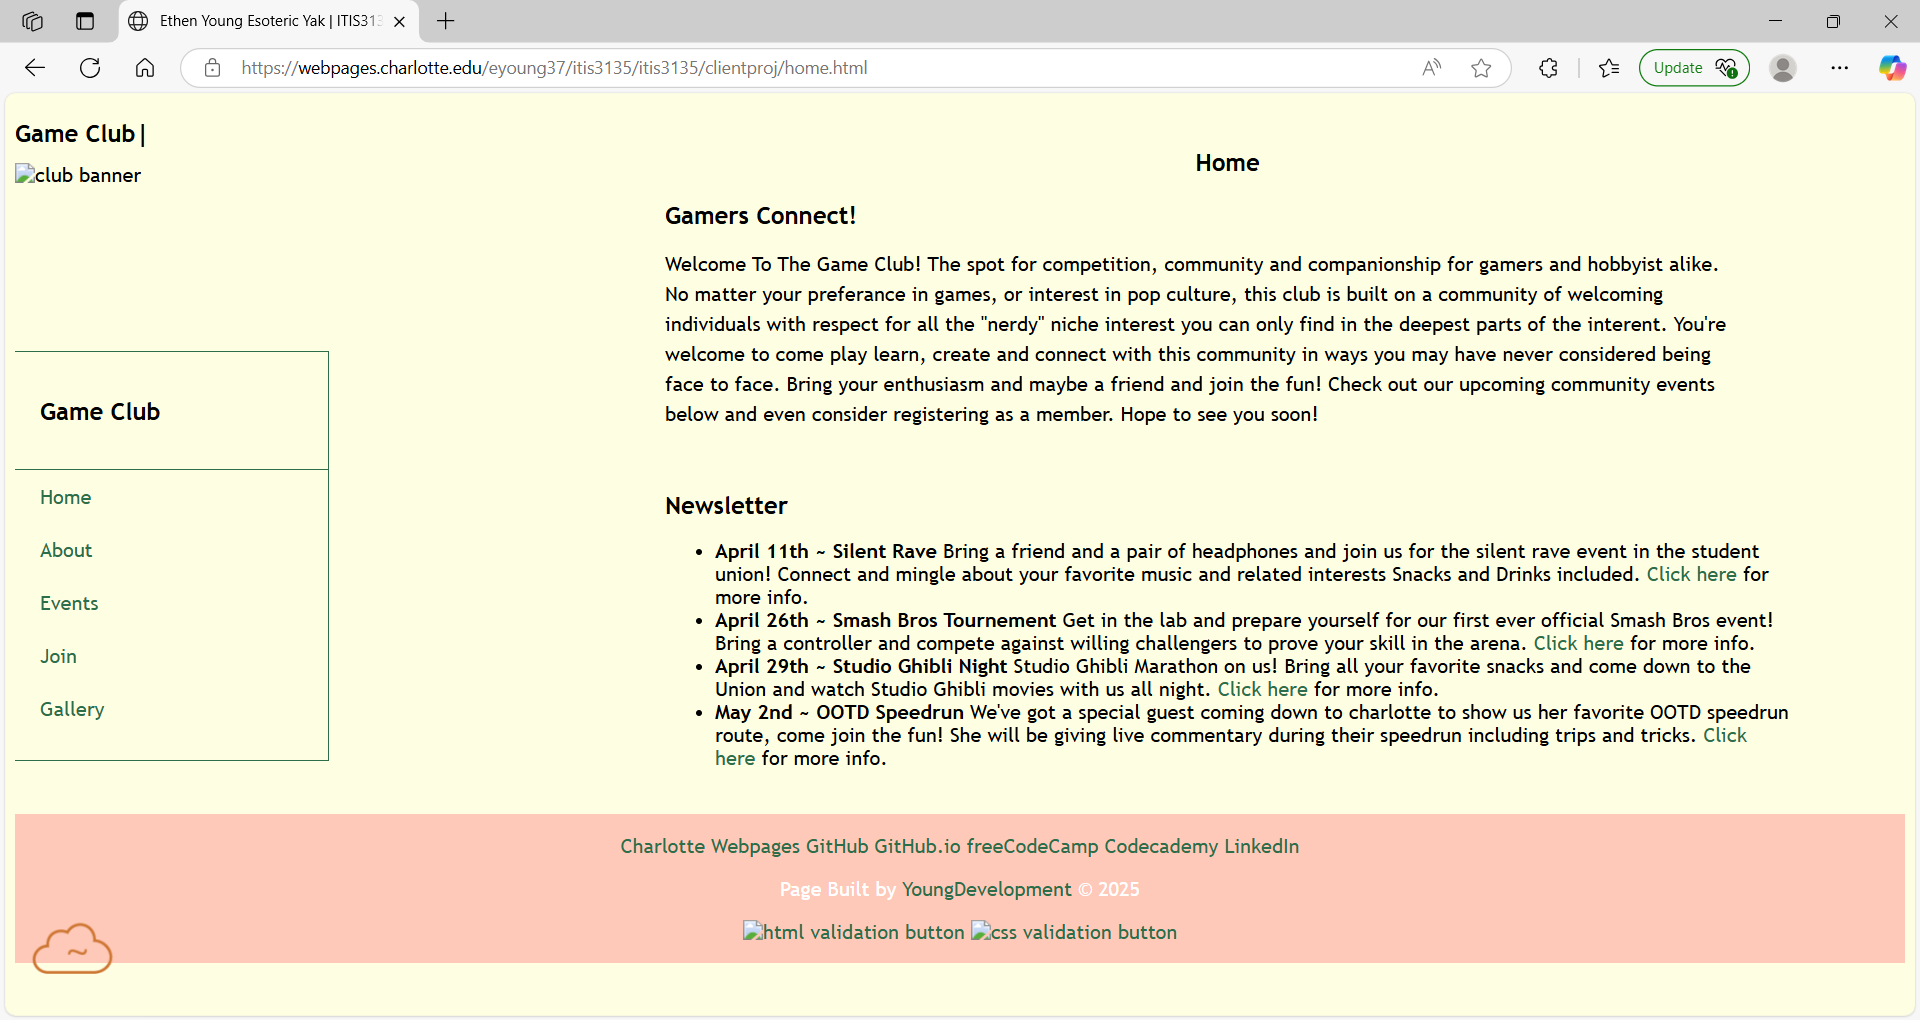 Ethen Young Esoteric Yak | ITIS313
https://webpages.charlotte.edu/eyoung37/itis3135/itis3135/clientproj/home.html
Update
Game Club|
club banner
Game Club
Home
About
Events
Join
Gallery
Home
Gamers Connect!
Welcome To The Game Club! The spot for competition, community and companionship for gamers and hobbyist alike.
No matter your preferance in games, or interest in pop culture, this club is built on a community of welcoming
individuals with respect for all the "nerdy" niche interest you can only find in the deepest parts of the interent. You're
welcome to come play learn, create and connect with this community in ways you may have never considered being
face to face. Bring your enthusiasm and maybe a friend and join the fun! Check out our upcoming community events
below and even consider registering as a member. Hope to see you soon!
Newsletter
• April 11th ~ Silent Rave Bring a friend and a pair of headphones and join us for the silent rave event in the student
union! Connect and mingle about your favorite music and related interests Snacks and Drinks included. Click here for
more info.
• April 26th ~ Smash Bros Tournement Get in the lab and prepare yourself for our first ever official Smash Bros event!
Bring a controller and compete against willing challengers to prove your skill in the arena. Click here for more info.
• April 29th ~ Studio Ghibli Night Studio Ghibli Marathon on us! Bring all your favorite snacks and come down to the
Union and watch Studio Ghibli movies with us all night. Click here for more info.
• May 2nd ~ OOTD Speedrun We've got a special guest coming down to charlotte to show us her favorite OOTD speedrun
route, come join the fun! She will be giving live commentary during their speedrun including trips and tricks. Click
here for more info.
Charlotte Webpages GitHub GitHub.io freeCodeCamp Codecademy LinkedIn
Page Built by YoungDevelopment © 2025
html validation button css validation button